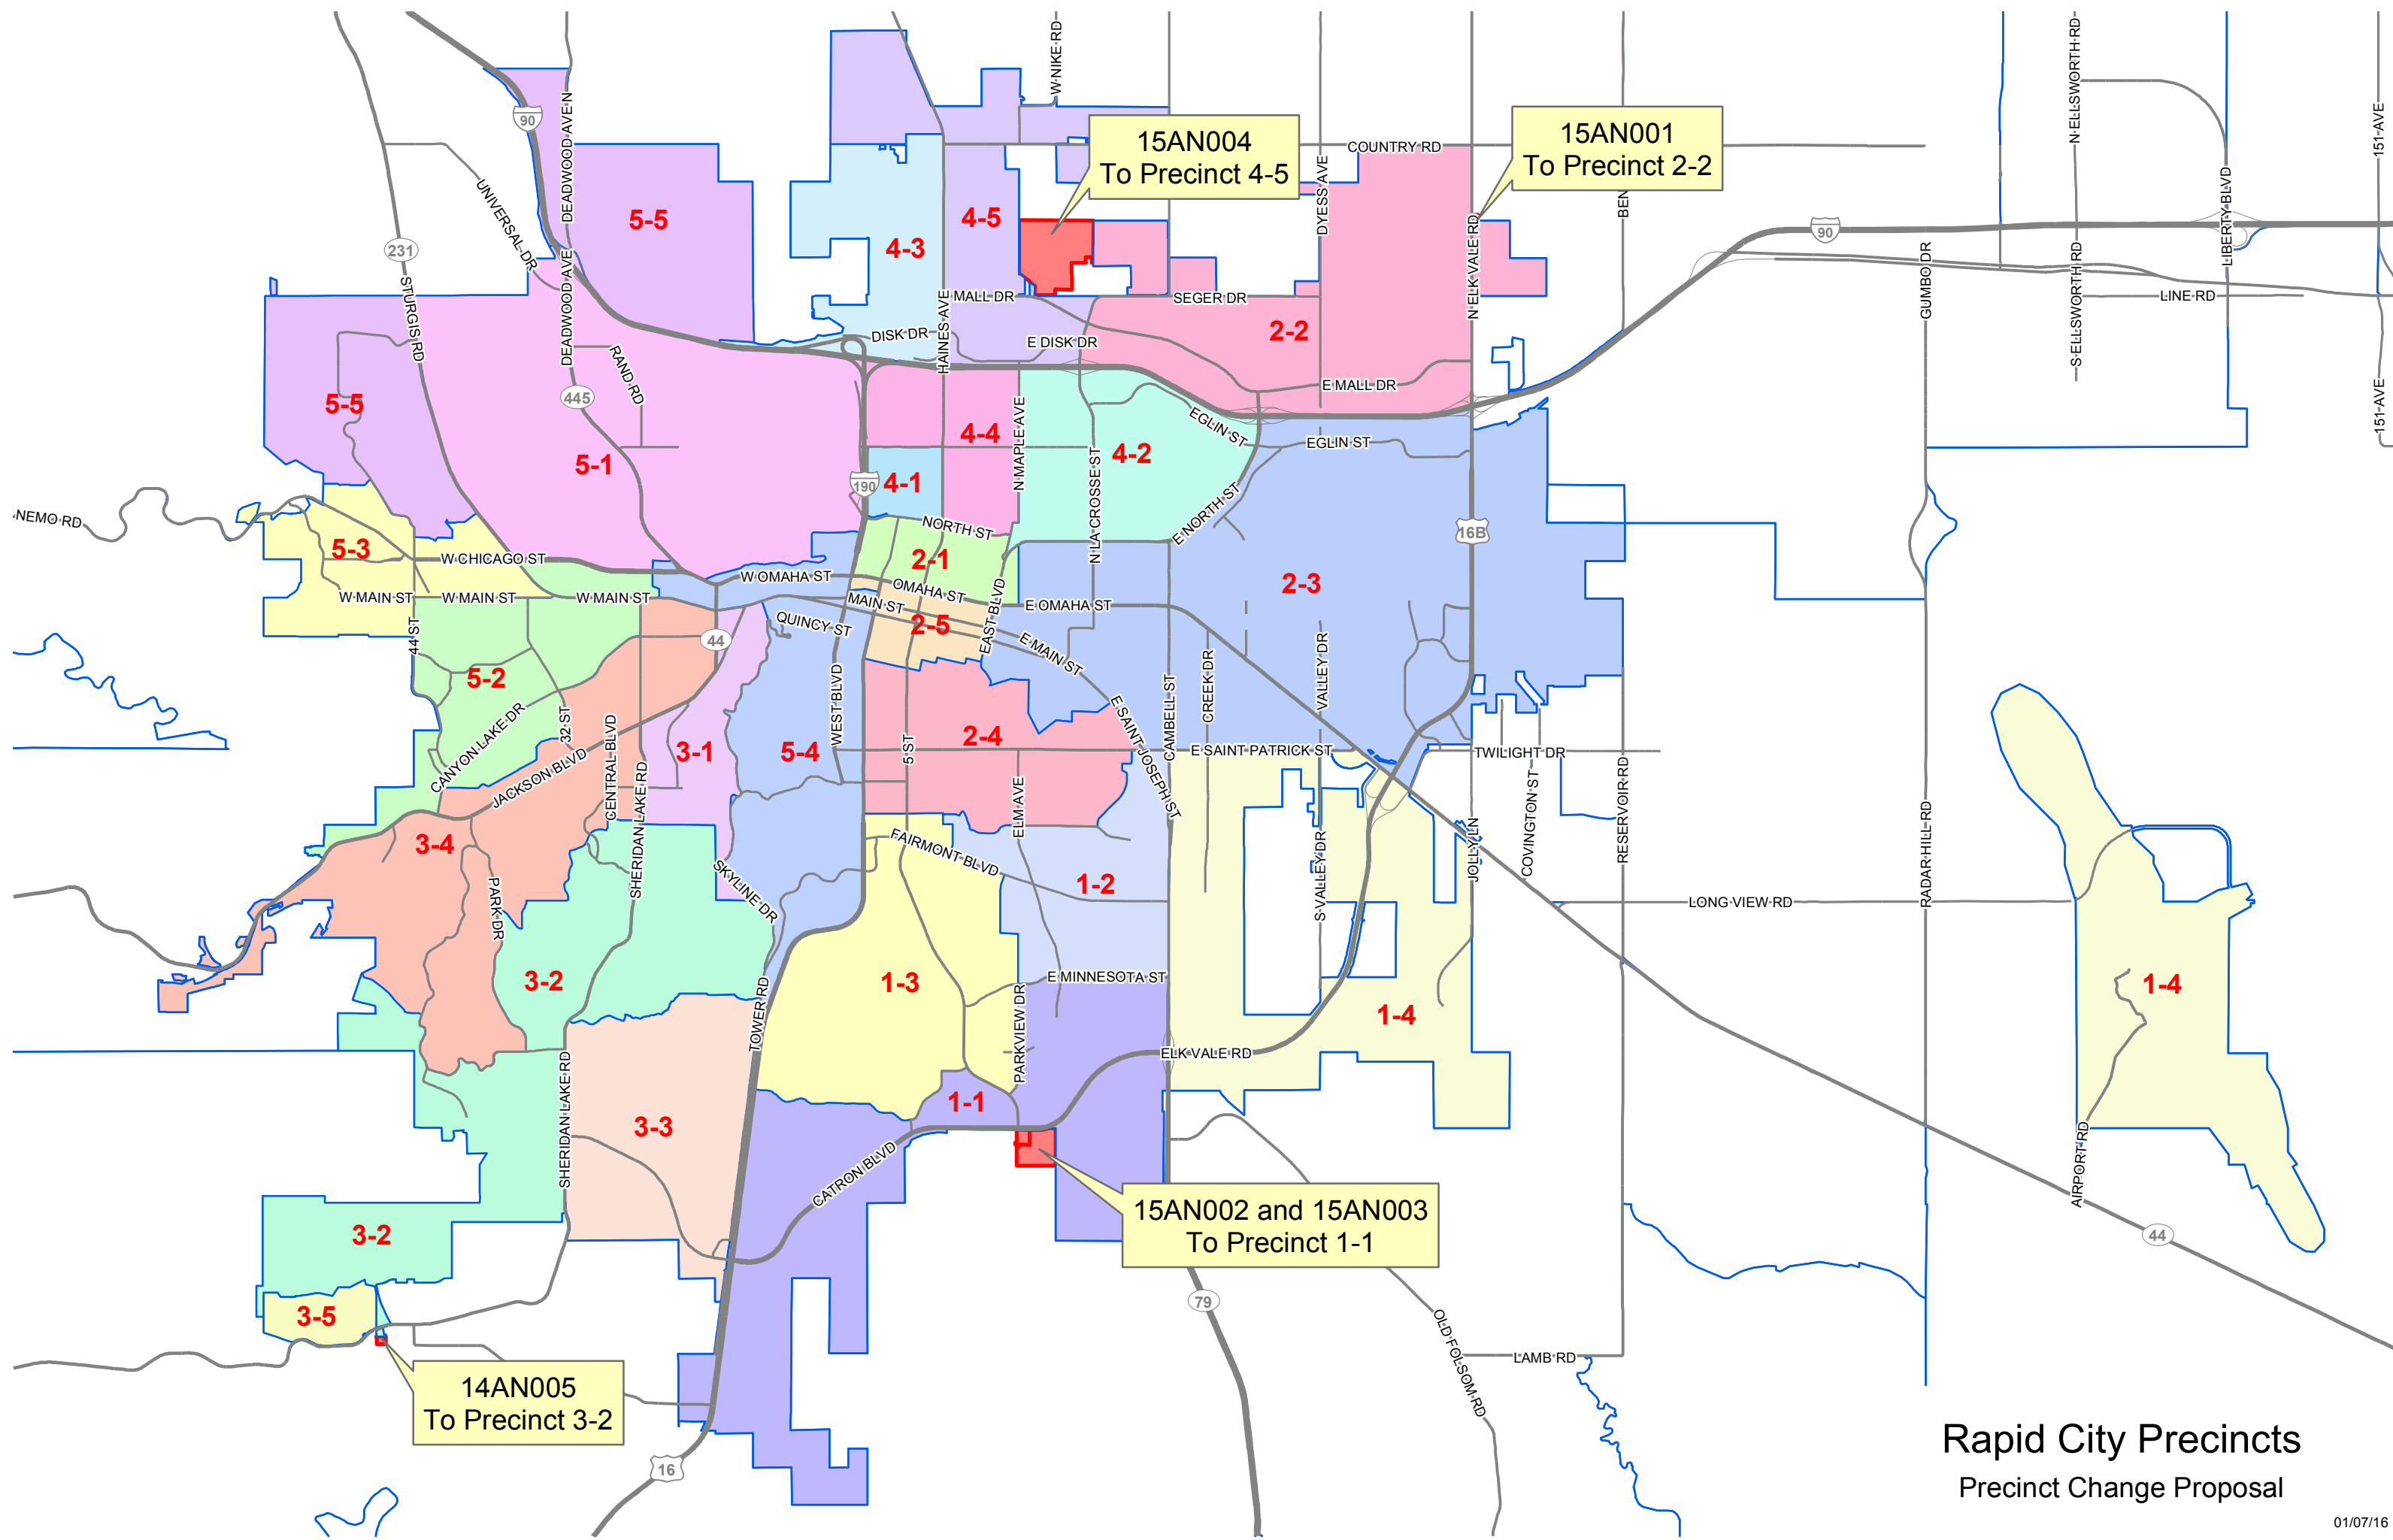 W NIKE RD
N ELLSWORTH RD
151 AVE
90
DEADWOOD AVE N
15AN004
To Precinct 4-5
15AN001
To Precinct 2-2
COUNTRY RD
DYESS AVE
BEN
LIBERTY BLVD
UNIVERSAL DR
5-5
4-3
4-5
N ELK VALE RD
90
231
STURGIS RD
DEADWOOD AVE
GUMBO DR
S ELLSWORTH RD
LINE RD
MALL DR
SEGER DR
HAINES AVE
DISK DR
E DISK DR
2-2
RAND RD
E MALL DR
151 AVE
5-5
445
N MAPLE AVE
EGLIN ST
EGLIN ST
4-4
4-2
5-1
4-1
190
N LA CROSSE ST
E NORTH ST
NEMO RD
NORTH ST
16B
5-3
W CHICAGO ST
2-1
W OMAHA ST
OMAHA ST
2-3
W MAIN ST
W MAIN ST
W MAIN ST
MAIN ST
E OMAHA ST
EAST BLVD
QUINCY ST
2-5
44 ST
44
E MAIN ST
5-2
CREEK DR
VALLEY DR
CAMBELL ST
WEST BLVD
CANYON LAKE DR
32 ST
CENTRAL BLVD
3-1
5-4
5 ST
2-4
E SAINT JOSEPH ST
E SAINT PATRICK ST
TWILIGHT DR
JACKSON BLVD
SHERIDAN LAKE RD
ELM AVE
COVINGTON ST
RESERVOIR RD
RADAR HILL RD
3-4
FAIRMONT BLVD
S VALLEY DR
JOLLY LN
PARK DR
SKYLINE DR
1-2
LONG VIEW RD
3-2
1-3
E MINNESOTA ST
1-4
1-4
TOWER RD
PARKVIEW DR
ELK VALE RD
SHERIDAN LAKE RD
3-3
1-1
CATRON BLVD
AIRPORT RD
15AN002 and 15AN003
To Precinct 1-1
3-2
44
3-5
79
OLD FOLSOM RD
LAMB RD
14AN005
To Precinct 3-2
16
Rapid City Precincts
Precinct Change Proposal
01/07/16